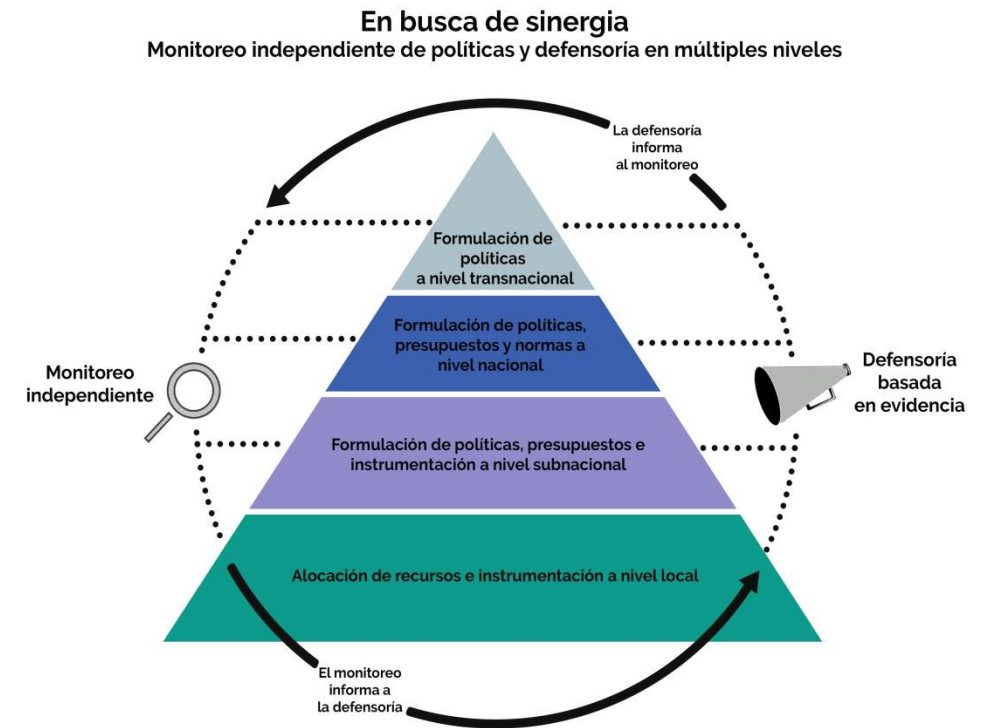 En busca de sinergia
Monitoreo independiente de políticas y defensoría en múltiples niveles
La defensoría
informa
al monitoreo
Formulación de
políticas
a nivel transnacional
Formulación de políticas,
presupuestos y normas a
nivel nacional
Monitoreo
independiente
Defensoría
basada
en evidencia
Formulación de políticas, presupuestos e
instrumentación a nivel subnacional
Alocación de recursos e instrumentación a nivel local
El monitoreo
informa a
la defensoría